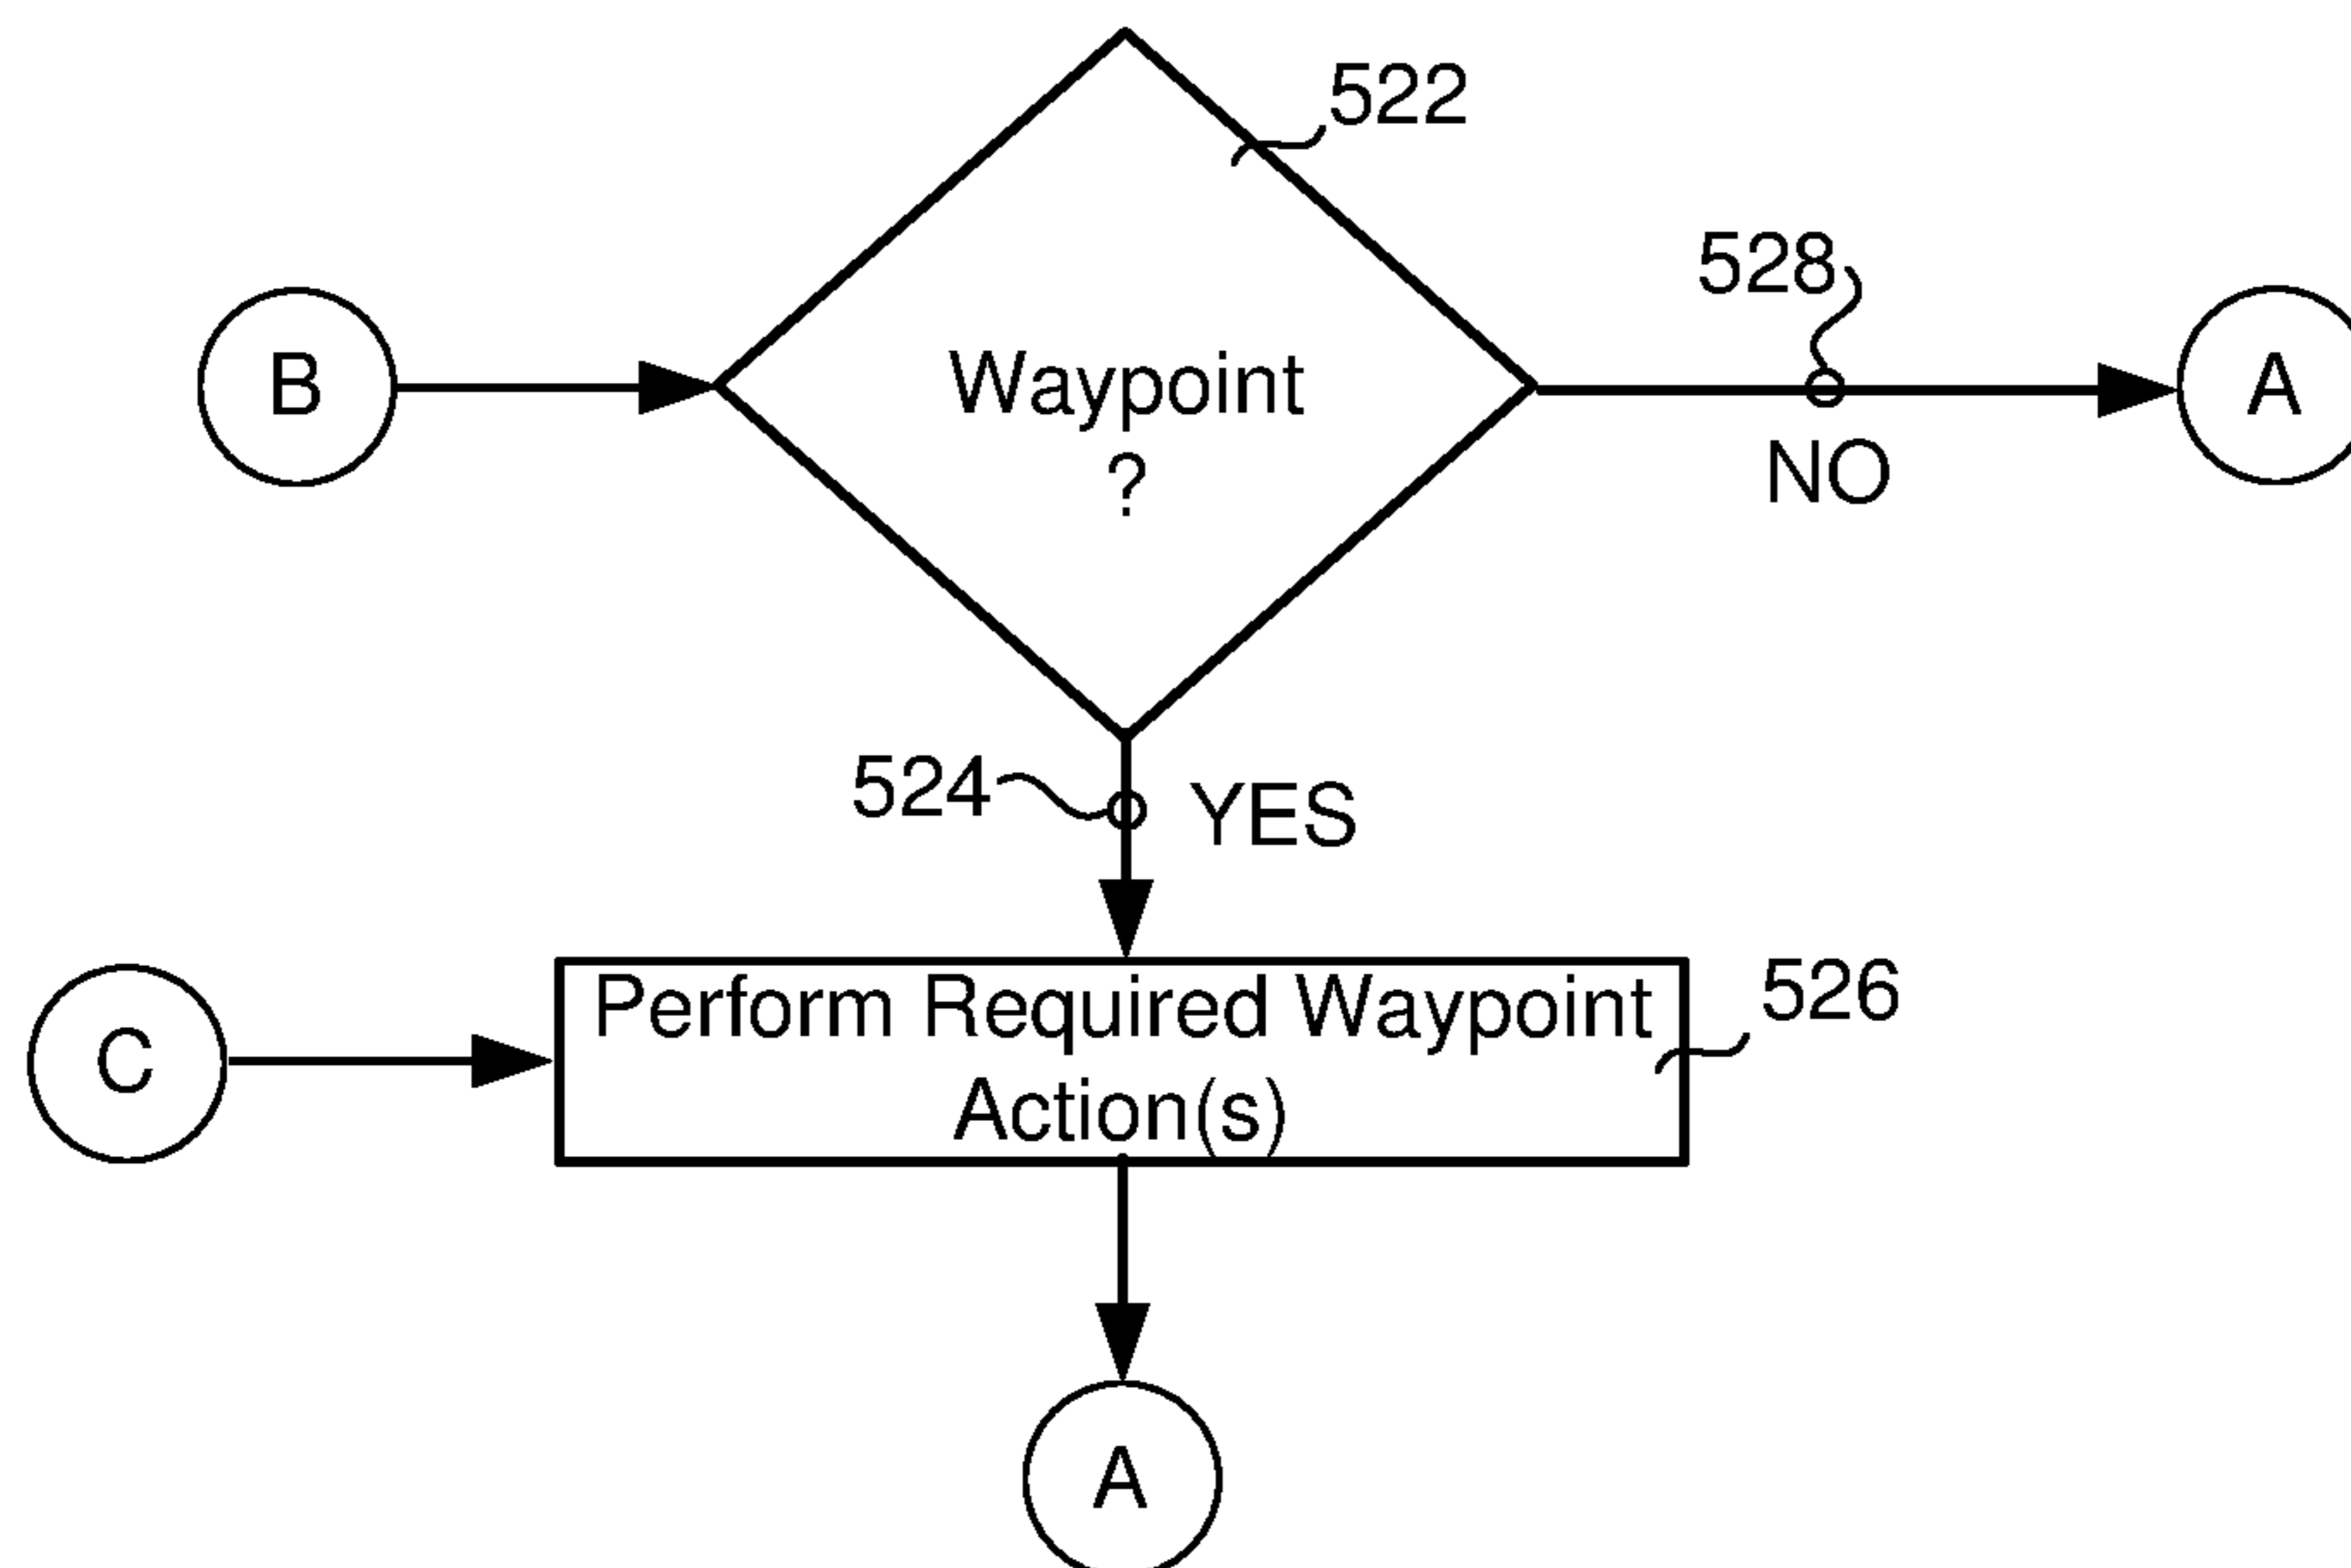 522
528
B
Waypoint
?
A
NO
524
YES
526
Perform Required Waypoint
Action(s)
C
A